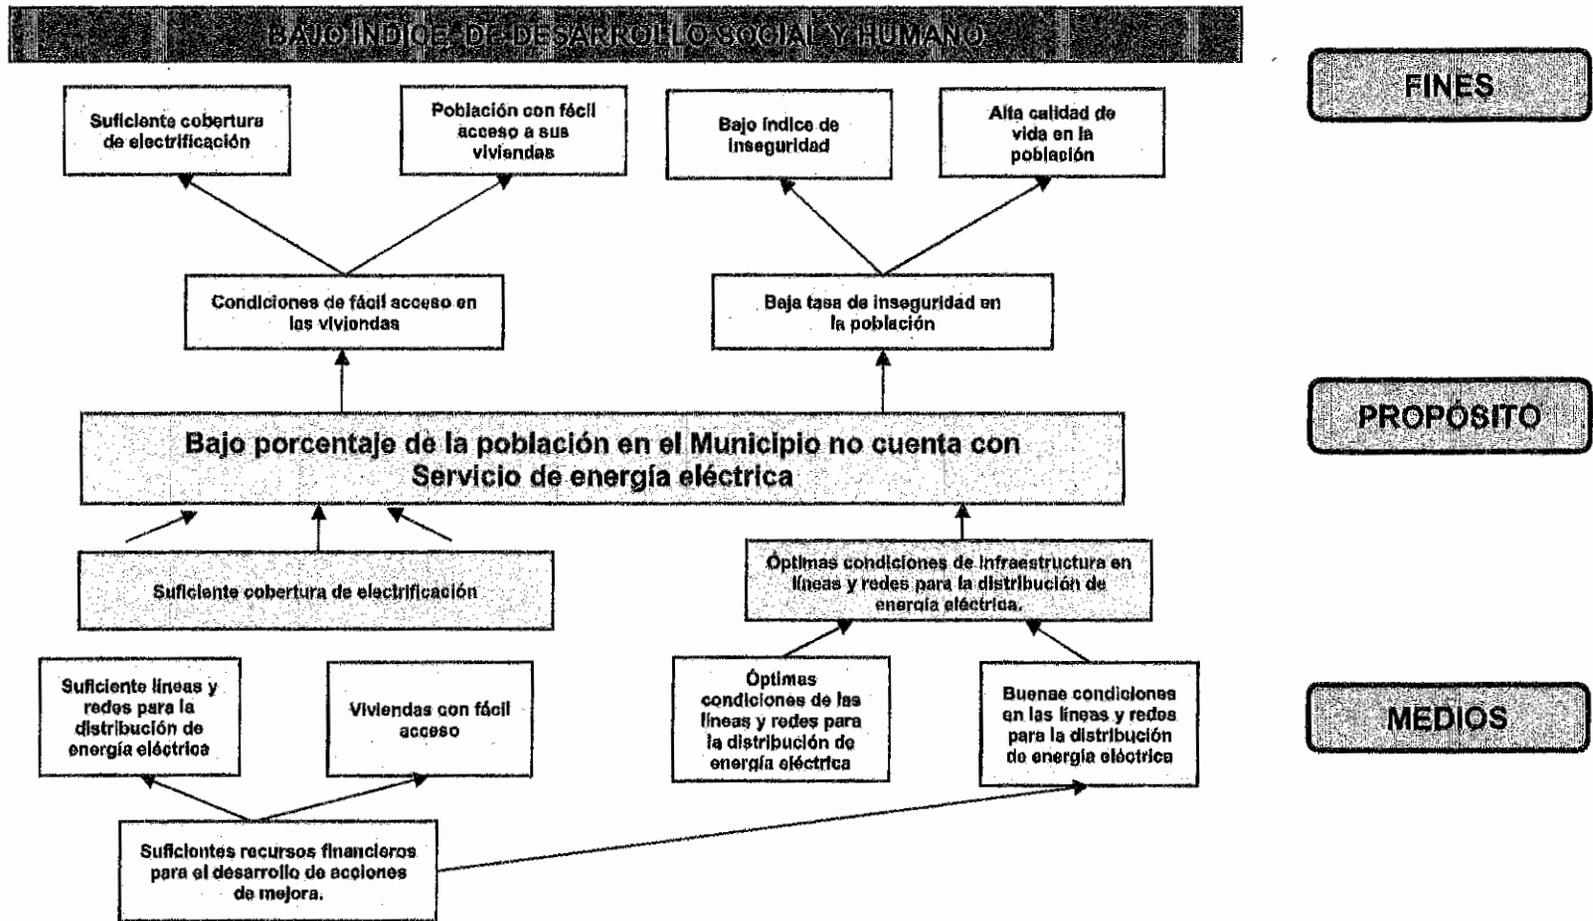 BAJO ÍNDICE DE DESARROLLO SOCIAL Y HUMANO
FINES
Suficiente cobertura
de electrificación
Población con fácil
acceso a sus
viviendas
Bajo índice de
inseguridad
Alta calidad de
vida en la
población
Condiciones de fácil acceso en
las viviendas
Baja tasa de inseguridad en
la población
PROPÓSITO
Bajo porcentaje de la población en el Municipio no cuenta con
Servicio de energía eléctrica
Suficiente cobertura de electrificación
Óptimas condiciones de infraestructura en
líneas y redes para la distribución de
energía eléctrica.
Suficiente líneas y
redes para la
distribución de
energía eléctrica
Viviendas con fácil
acceso
Óptimas
condiciones de las
líneas y redes para
la distribución de
energía eléctrica
Buenas condiciones
en las líneas y redes
para la distribución
de energía eléctrica
MEDIOS
Suficientes recursos financieros
para el desarrollo de acciones
de mejora.